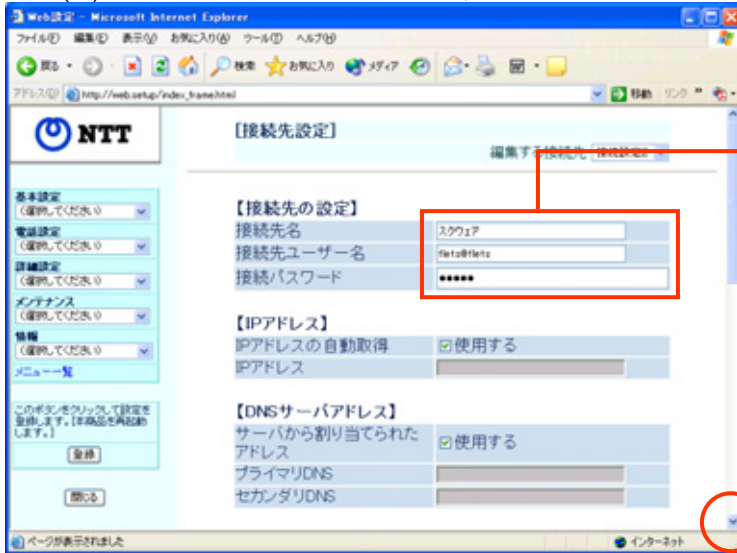 Web設定 - Microsoft Internet Explorer
ファイル(F) 編集(E) 表示(V) お気に入り(A) ツール(T) ヘルプ(H)
戻る 検索 お気に入り メディア
アドレス(D) http://web.setup/index_frame.html 移動 リンク
NTT
[接続先設定]
編集する接続先 接続設定2
基本設定
(選択してください)
電話設定
(選択してください)
詳細設定
(選択してください)
メンテナンス
(選択してください)
情報
(選択してください)
メニュー一覧
このボタンをクリックして設定を
登録します。[本商品を再起動
します。]
登録
閉じる
【接続先の設定】
接続先名 スクウェア
接続先ユーザー名 flets@flets
接続パスワード •••••
【IPアドレス】
IPアドレスの自動取得 使用する
IPアドレス
【DNSサーバアドレス】
サーバから割り当てられた
アドレス 使用する
プライマリDNS
セカンダリDNS
ページが表示されました インターネット